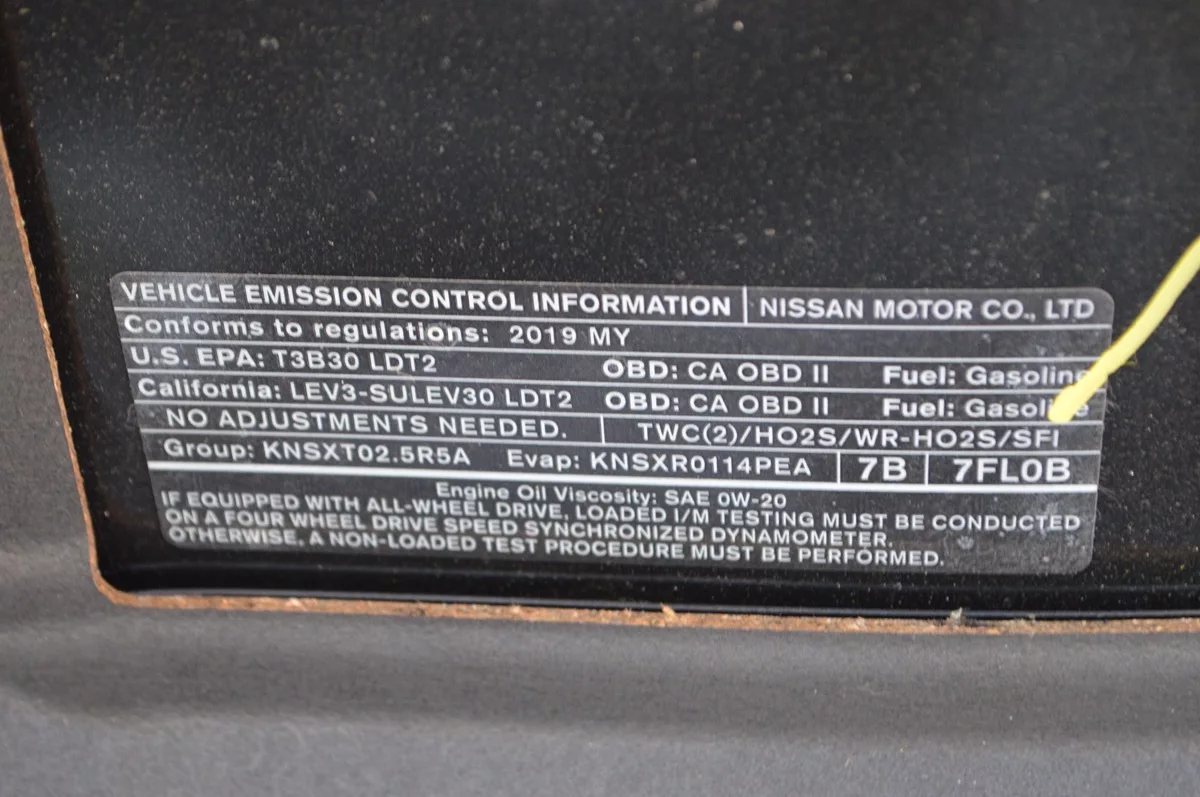 VEHICLE EMISSION CONTROL INFORMATION NISSAN MOTOR CO., LTD
Conforms to regulations: 2019 MY
U.S. EPA: T3B30 LDT2 OBD: CA OBD II Fuel: Gasoline
California: LEV3-SULEV30 LDT2 OBD: CA OBD II Fuel: Gasoline
NO ADJUSTMENTS NEEDED. TWC(2)/HO2S/WR-HO2S/SFI
Group: KNSXT02.5R5A Evap: KNSXR0114PEA 7B 7FL0B
Engine Oil Viscosity: SAE 0W-20
IF EQUIPPED WITH ALL-WHEEL DRIVE, LOADED I/M TESTING MUST BE CONDUCTED
ON A FOUR WHEEL DRIVE SPEED SYNCHRONIZED DYNAMOMETER.
OTHERWISE, A NON-LOADED TEST PROCEDURE MUST BE PERFORMED.